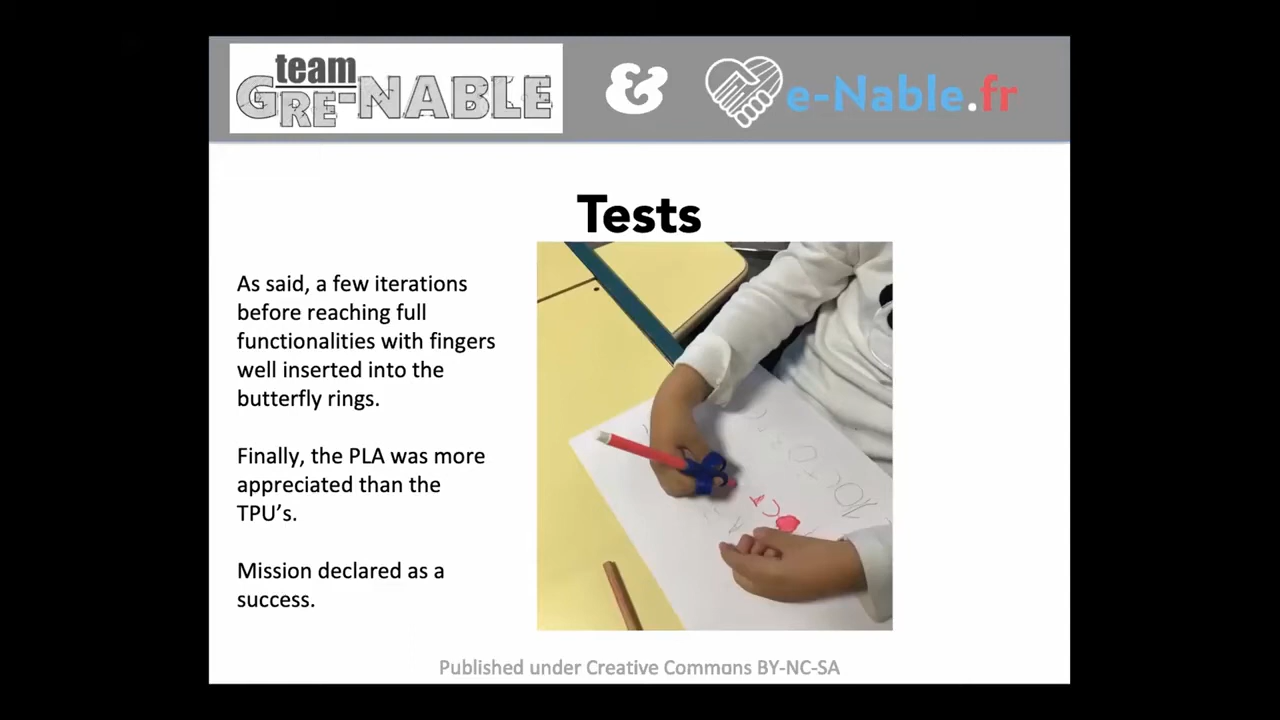 team
GRE-NABLE
&
e-Nable.fr
Tests
As said, a few iterations
before reaching full
functionalities with fingers
well inserted into the
butterfly rings.
Finally, the PLA was more
appreciated than the
TPU's.
Mission declared as a
success.
Published under Creative Commons BY-NC-SA